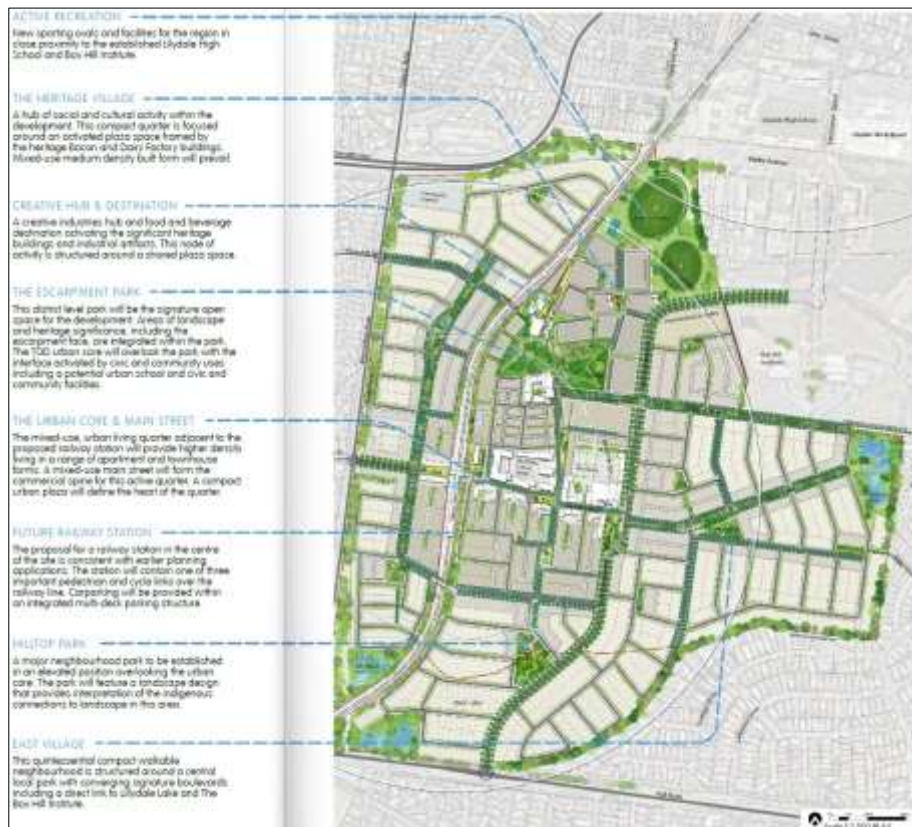 ACTIVE RECREATION
New sporting ovals and facilities for the region in
close proximity to the established Lilydale High
School and Box Hill Institute.
THE HERITAGE VILLAGE
A hub of social and cultural activity within the
development. This compact quarter is focused
around an activated plaza space framed by
the heritage Bacon and Dairy Factory buildings.
Mixed-use medium density built form will prevail.
CREATIVE HUB & DESTINATION
A creative industries hub and food and beverage
destination activating the significant heritage
buildings and industrial artifacts. This node of
activity is structured around a shared plaza space.
THE ESCARPMENT PARK
This district level park will be the signature open
space for the development. Areas of landscape
and heritage significance, including the
escarpment face, are integrated within the park.
The TOD urban core will overlook the park, with the
interface activated by civic and community uses
including a potential urban school and civic and
community facilities.
THE URBAN CORE & MAIN STREET
The mixed-use, urban living quarter adjacent to the
proposed railway station will provide higher density
living in a range of apartment and townhouse
forms. A mixed-use main street will form the
commercial spine for this active quarter. A compact
urban plaza will define the heart of the quarter.
FUTURE RAILWAY STATION
The proposal for a railway station in the centre
of the site is consistent with earlier planning
applications. The station will contain one of three
important pedestrian and cycle links over the
railway line. Carparking will be provided within
an integrated multi-deck parking structure.
HILLTOP PARK
A major neighbourhood park to be established
in an elevated position overlooking the urban
core. The park will feature a landscape design
that provides interpretation of the indigenous
connections to landscape in this area.
EAST VILLAGE
This quintessential compact walkable
neighbourhood is structured around a central
local park with converging signature boulevards
including a direct link to Lillydale Lake and The
Box Hill Institute.